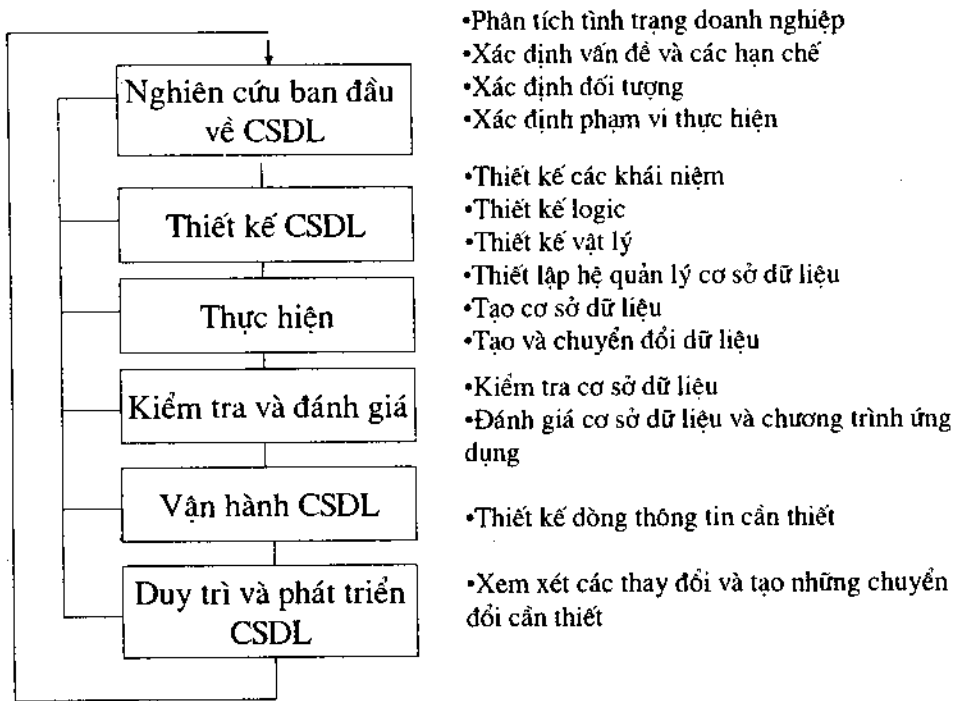 •Phân tích tình trạng doanh nghiệp
•Xác định vấn đề và các hạn chế
•Xác định đối tượng
•Xác định phạm vi thực hiện
Nghiên cứu ban đầu
về CSDL
•Thiết kế các khái niệm
•Thiết kế logic
•Thiết kế vật lý
Thiết kế CSDL
•Thiết lập hệ quản lý cơ sở dữ liệu
•Tạo cơ sở dữ liệu
•Tạo và chuyển đổi dữ liệu
Thực hiện
•Kiểm tra cơ sở dữ liệu
•Đánh giá cơ sở dữ liệu và chương trình ứng
dụng
Kiểm tra và đánh giá
Vận hành CSDL
•Thiết kế dòng thông tin cần thiết
Duy trì và phát triển
CSDL
•Xem xét các thay đổi và tạo những chuyển
đổi cần thiết